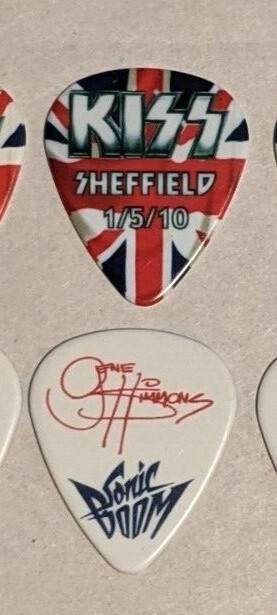 KISS
SHEFFIELD
1/5/10
GENE
SIMMONS
SONIC
BOOM